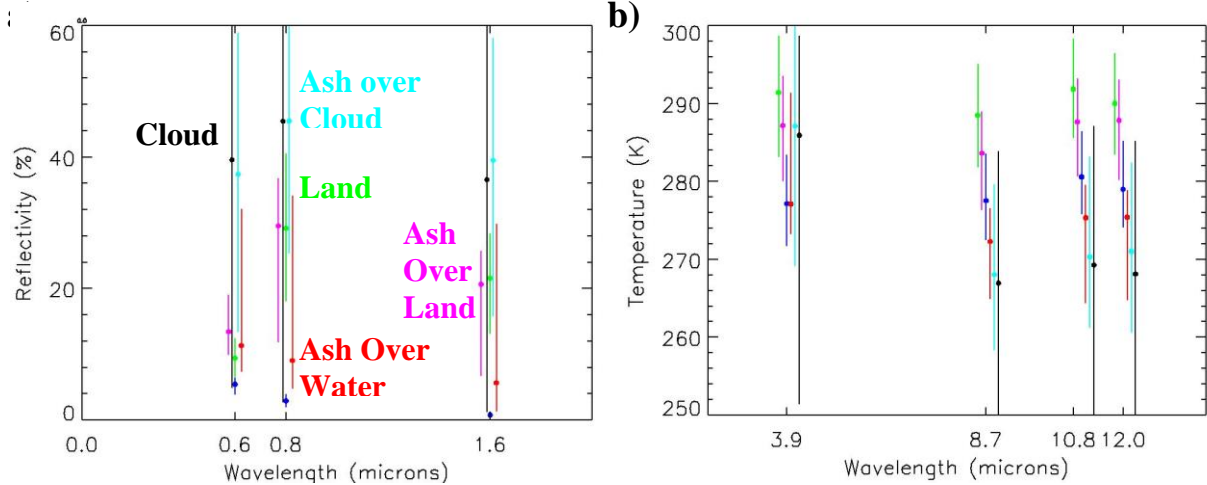 a)
60
40
20
0
Reflectivity (%)
Cloud
Ash over
Cloud
Land
Ash
Over
Land
Ash Over
Water
0.0 0.6 0.8 1.6
Wavelength (microns)
b)
300
290
280
270
260
250
Temperature (K)
3.9 8.7 10.8 12.0
Wavelength (microns)